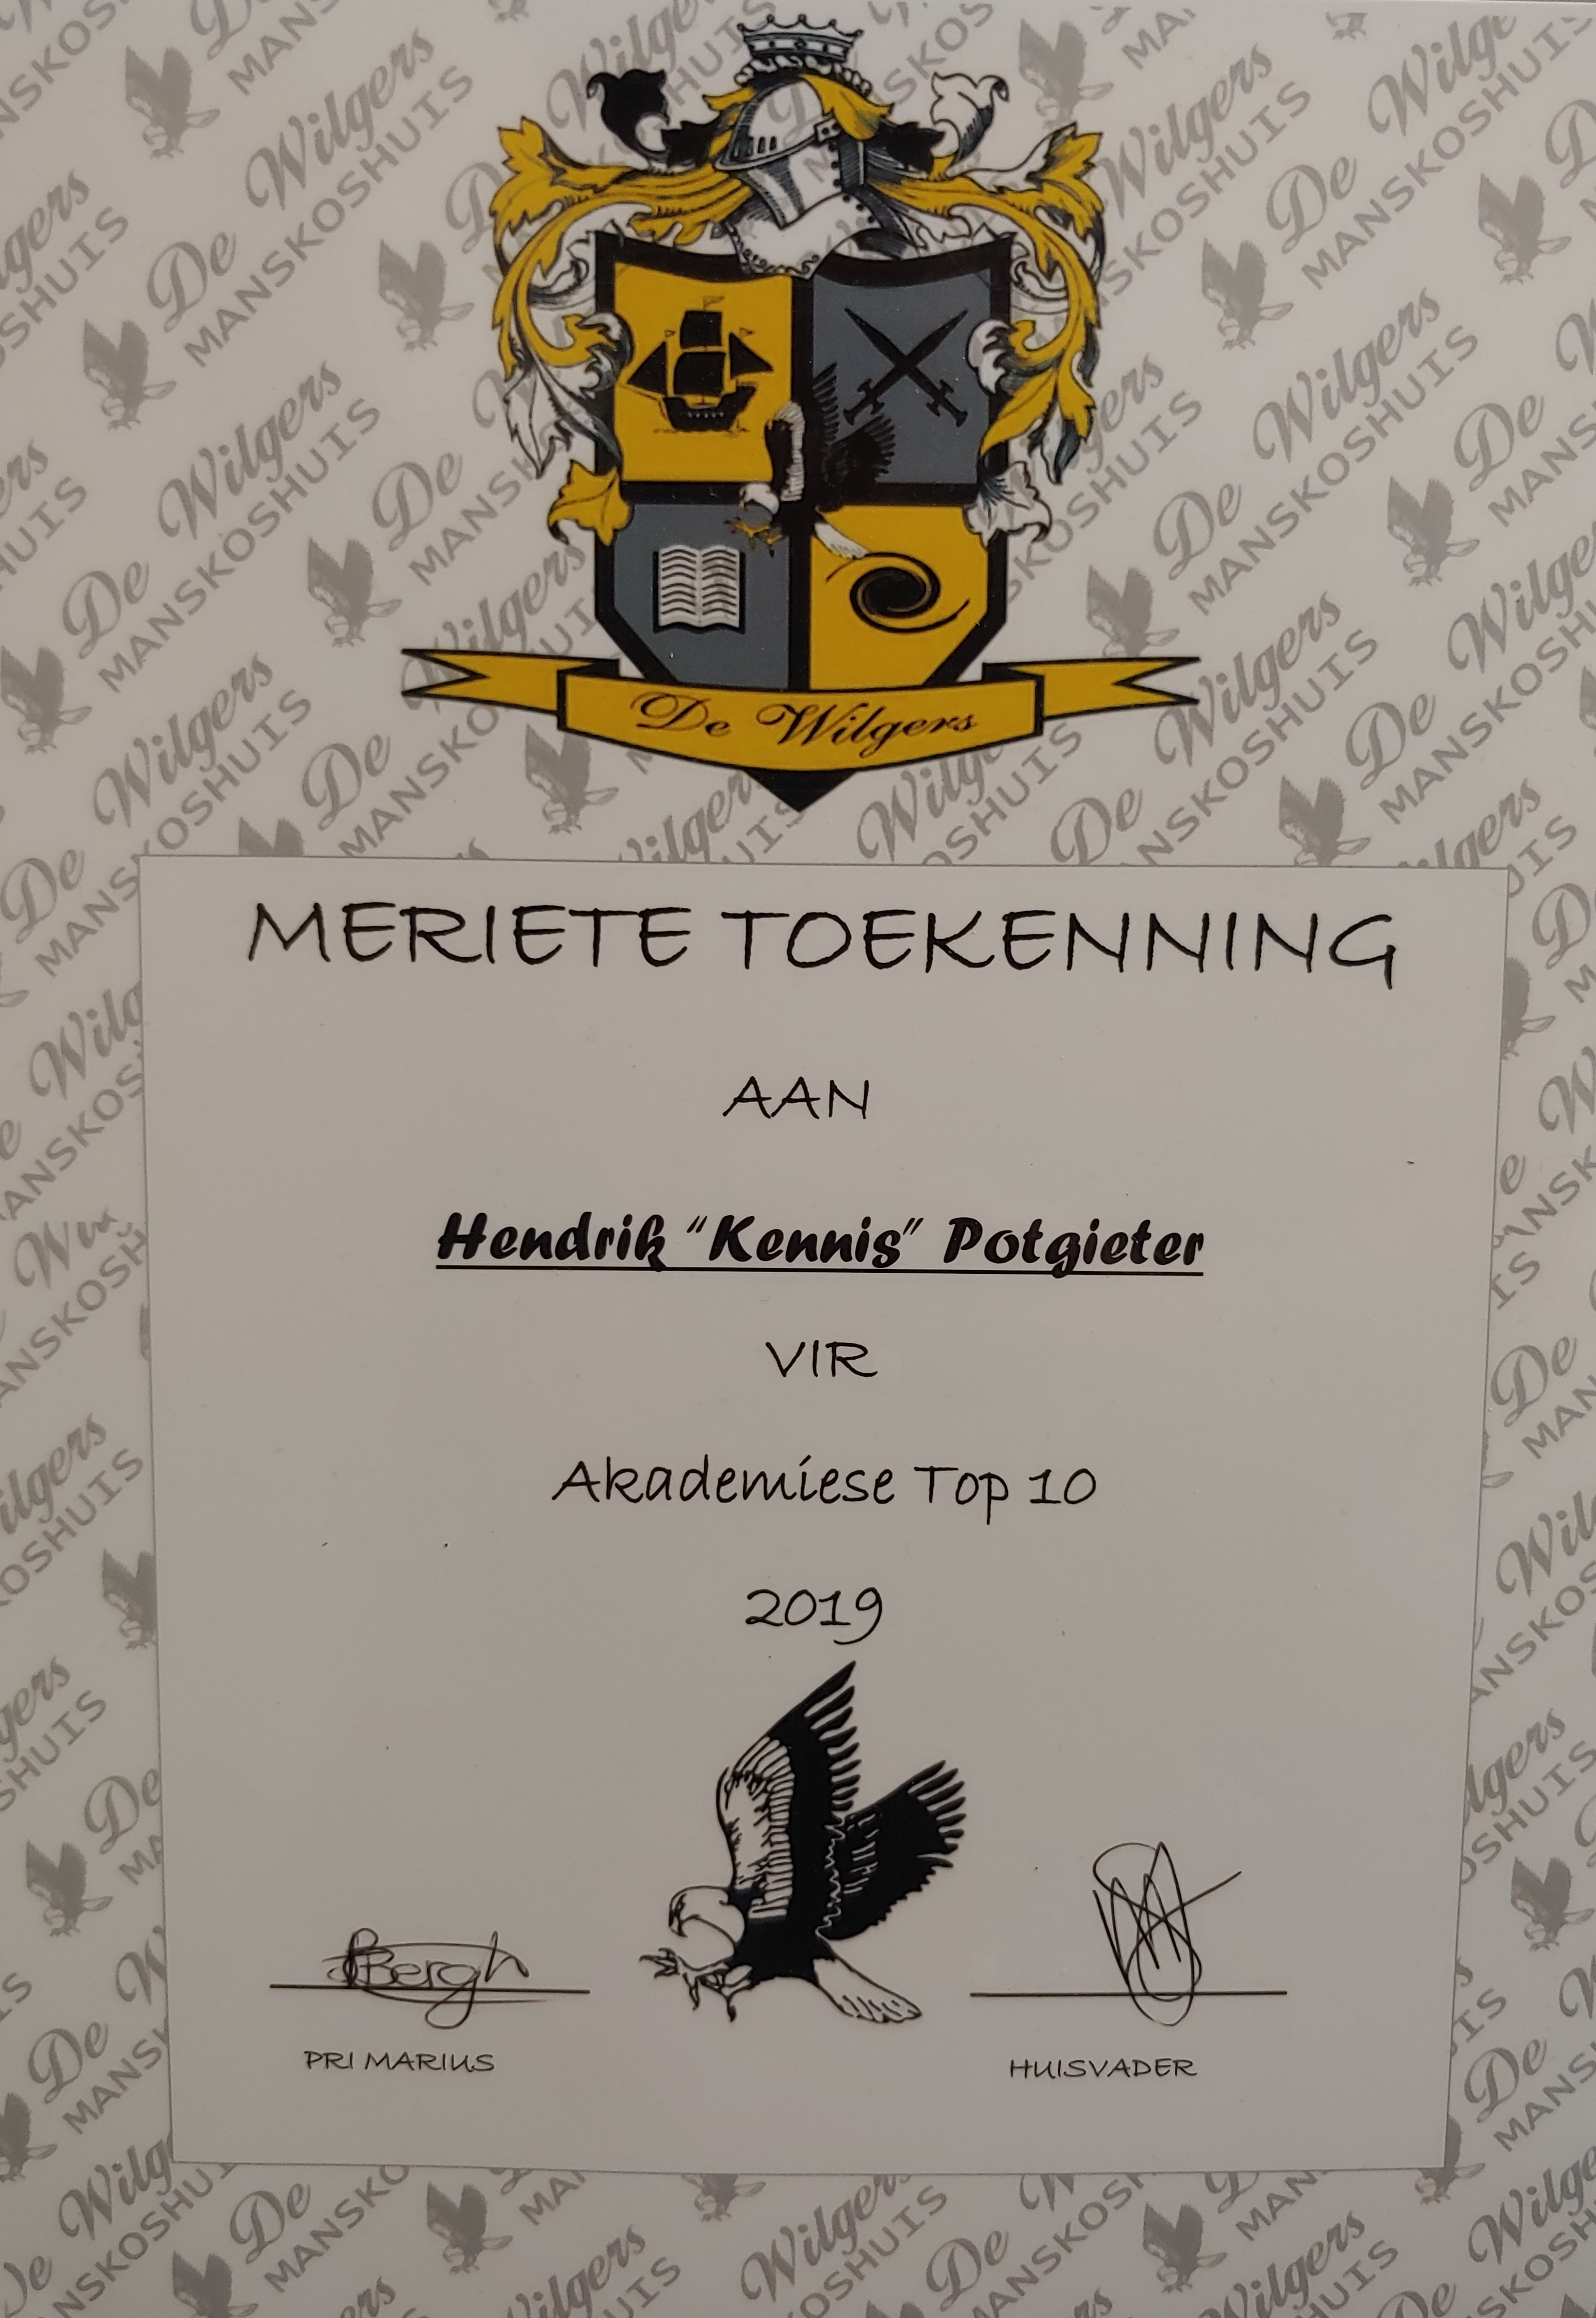 De Wilgers
MERIETE TOEKENNING
AAN
Hendrik “Kennis” Potgieter
VIR
Akademiese Top 10
2019
Bergh
PRI MARIUS
HUISVADER
De Wilgers
MANSKOSHUIS